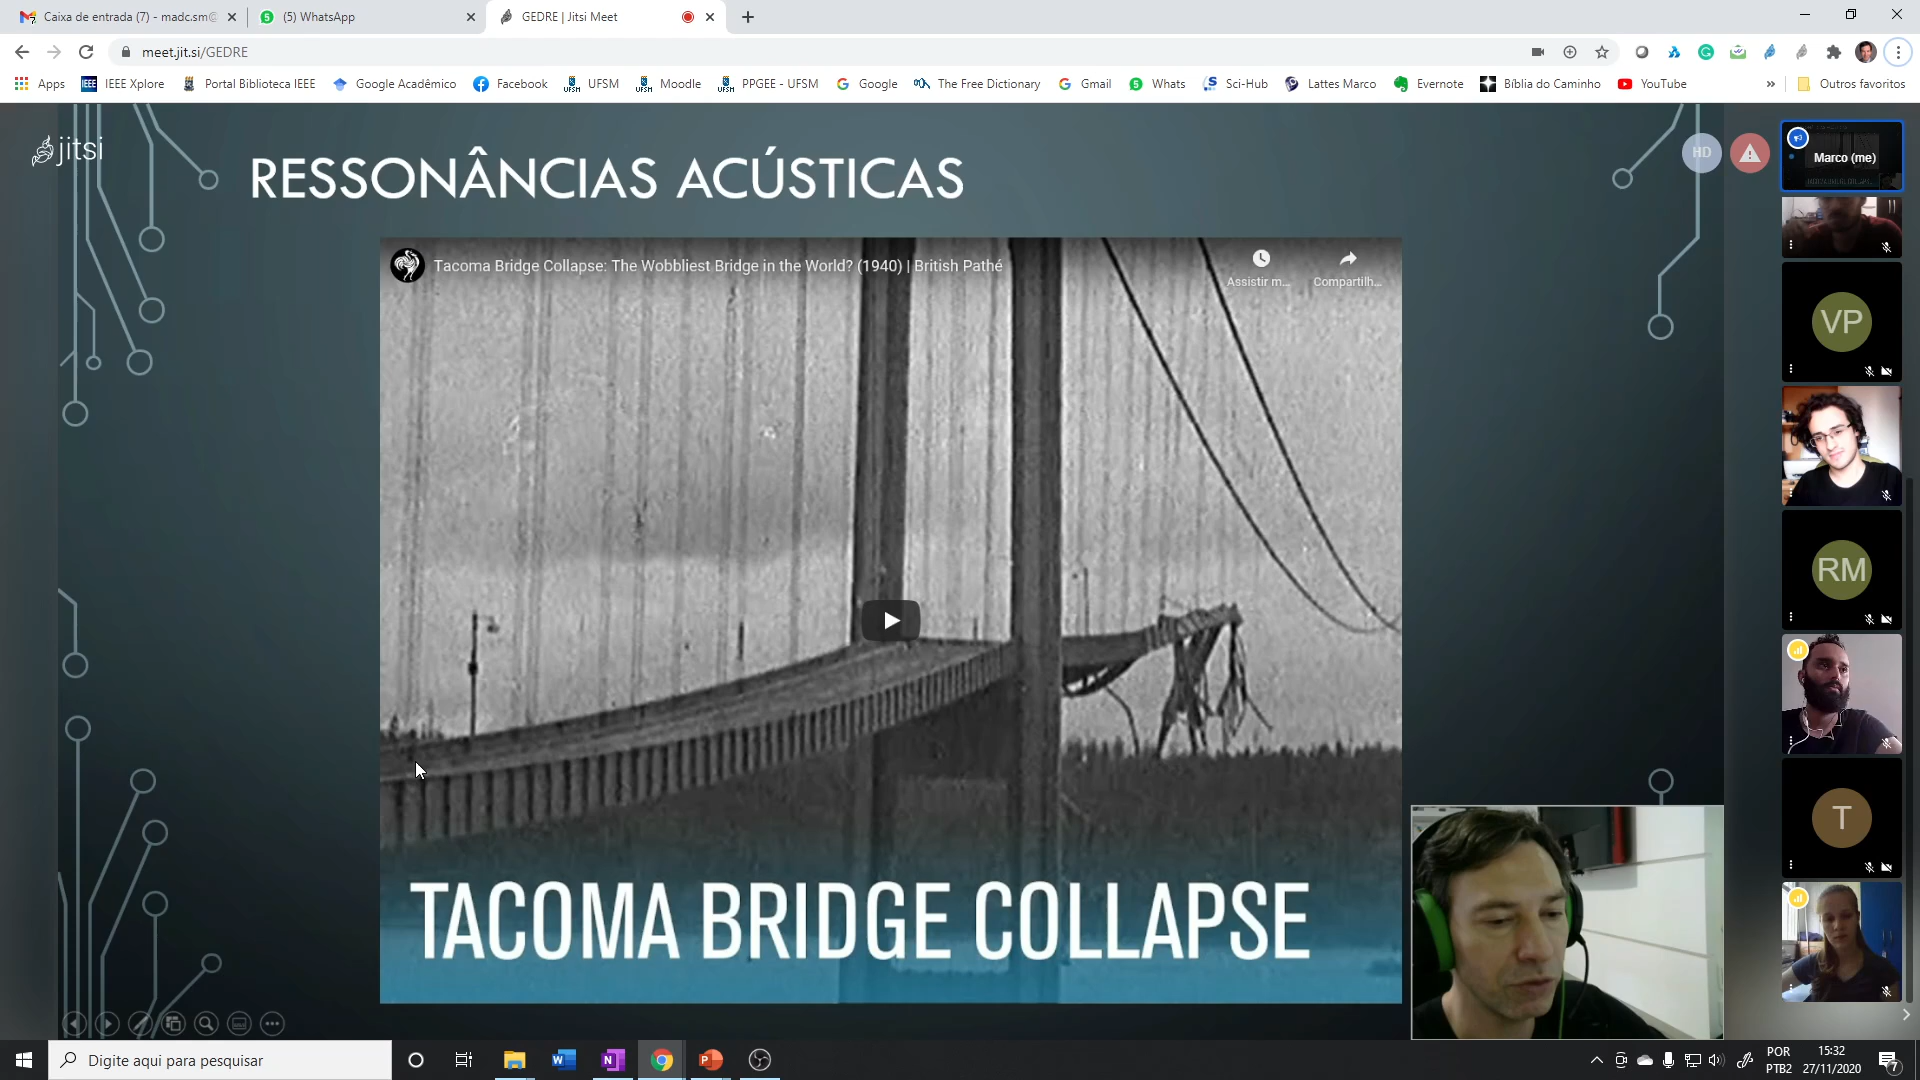 Caixa de entrada (7) - madc.sm@
(5) WhatsApp
GEDRE | Jitsi Meet
meet.jit.si/GEDRE
Apps
IEEE Xplore
Portal Biblioteca IEEE
Google Acadêmico
Facebook
UFSM
Moodle
PPGEE - UFSM
Google
The Free Dictionary
Gmail
Whats
Sci-Hub
Lattes Marco
Evernote
Bíblia do Caminho
YouTube
»
Outros favoritos
jitsi
RESSONÂNCIAS ACÚSTICAS
HD
Marco (me)
Tacoma Bridge Collapse: The Wobbliest Bridge in the World? (1940) | British Pathé
Assistir m...
Compartilh...
VP
RM
T
TACOMA BRIDGE COLLAPSE
Digite aqui para pesquisar
POR
PTB2
15:32
27/11/2020
7